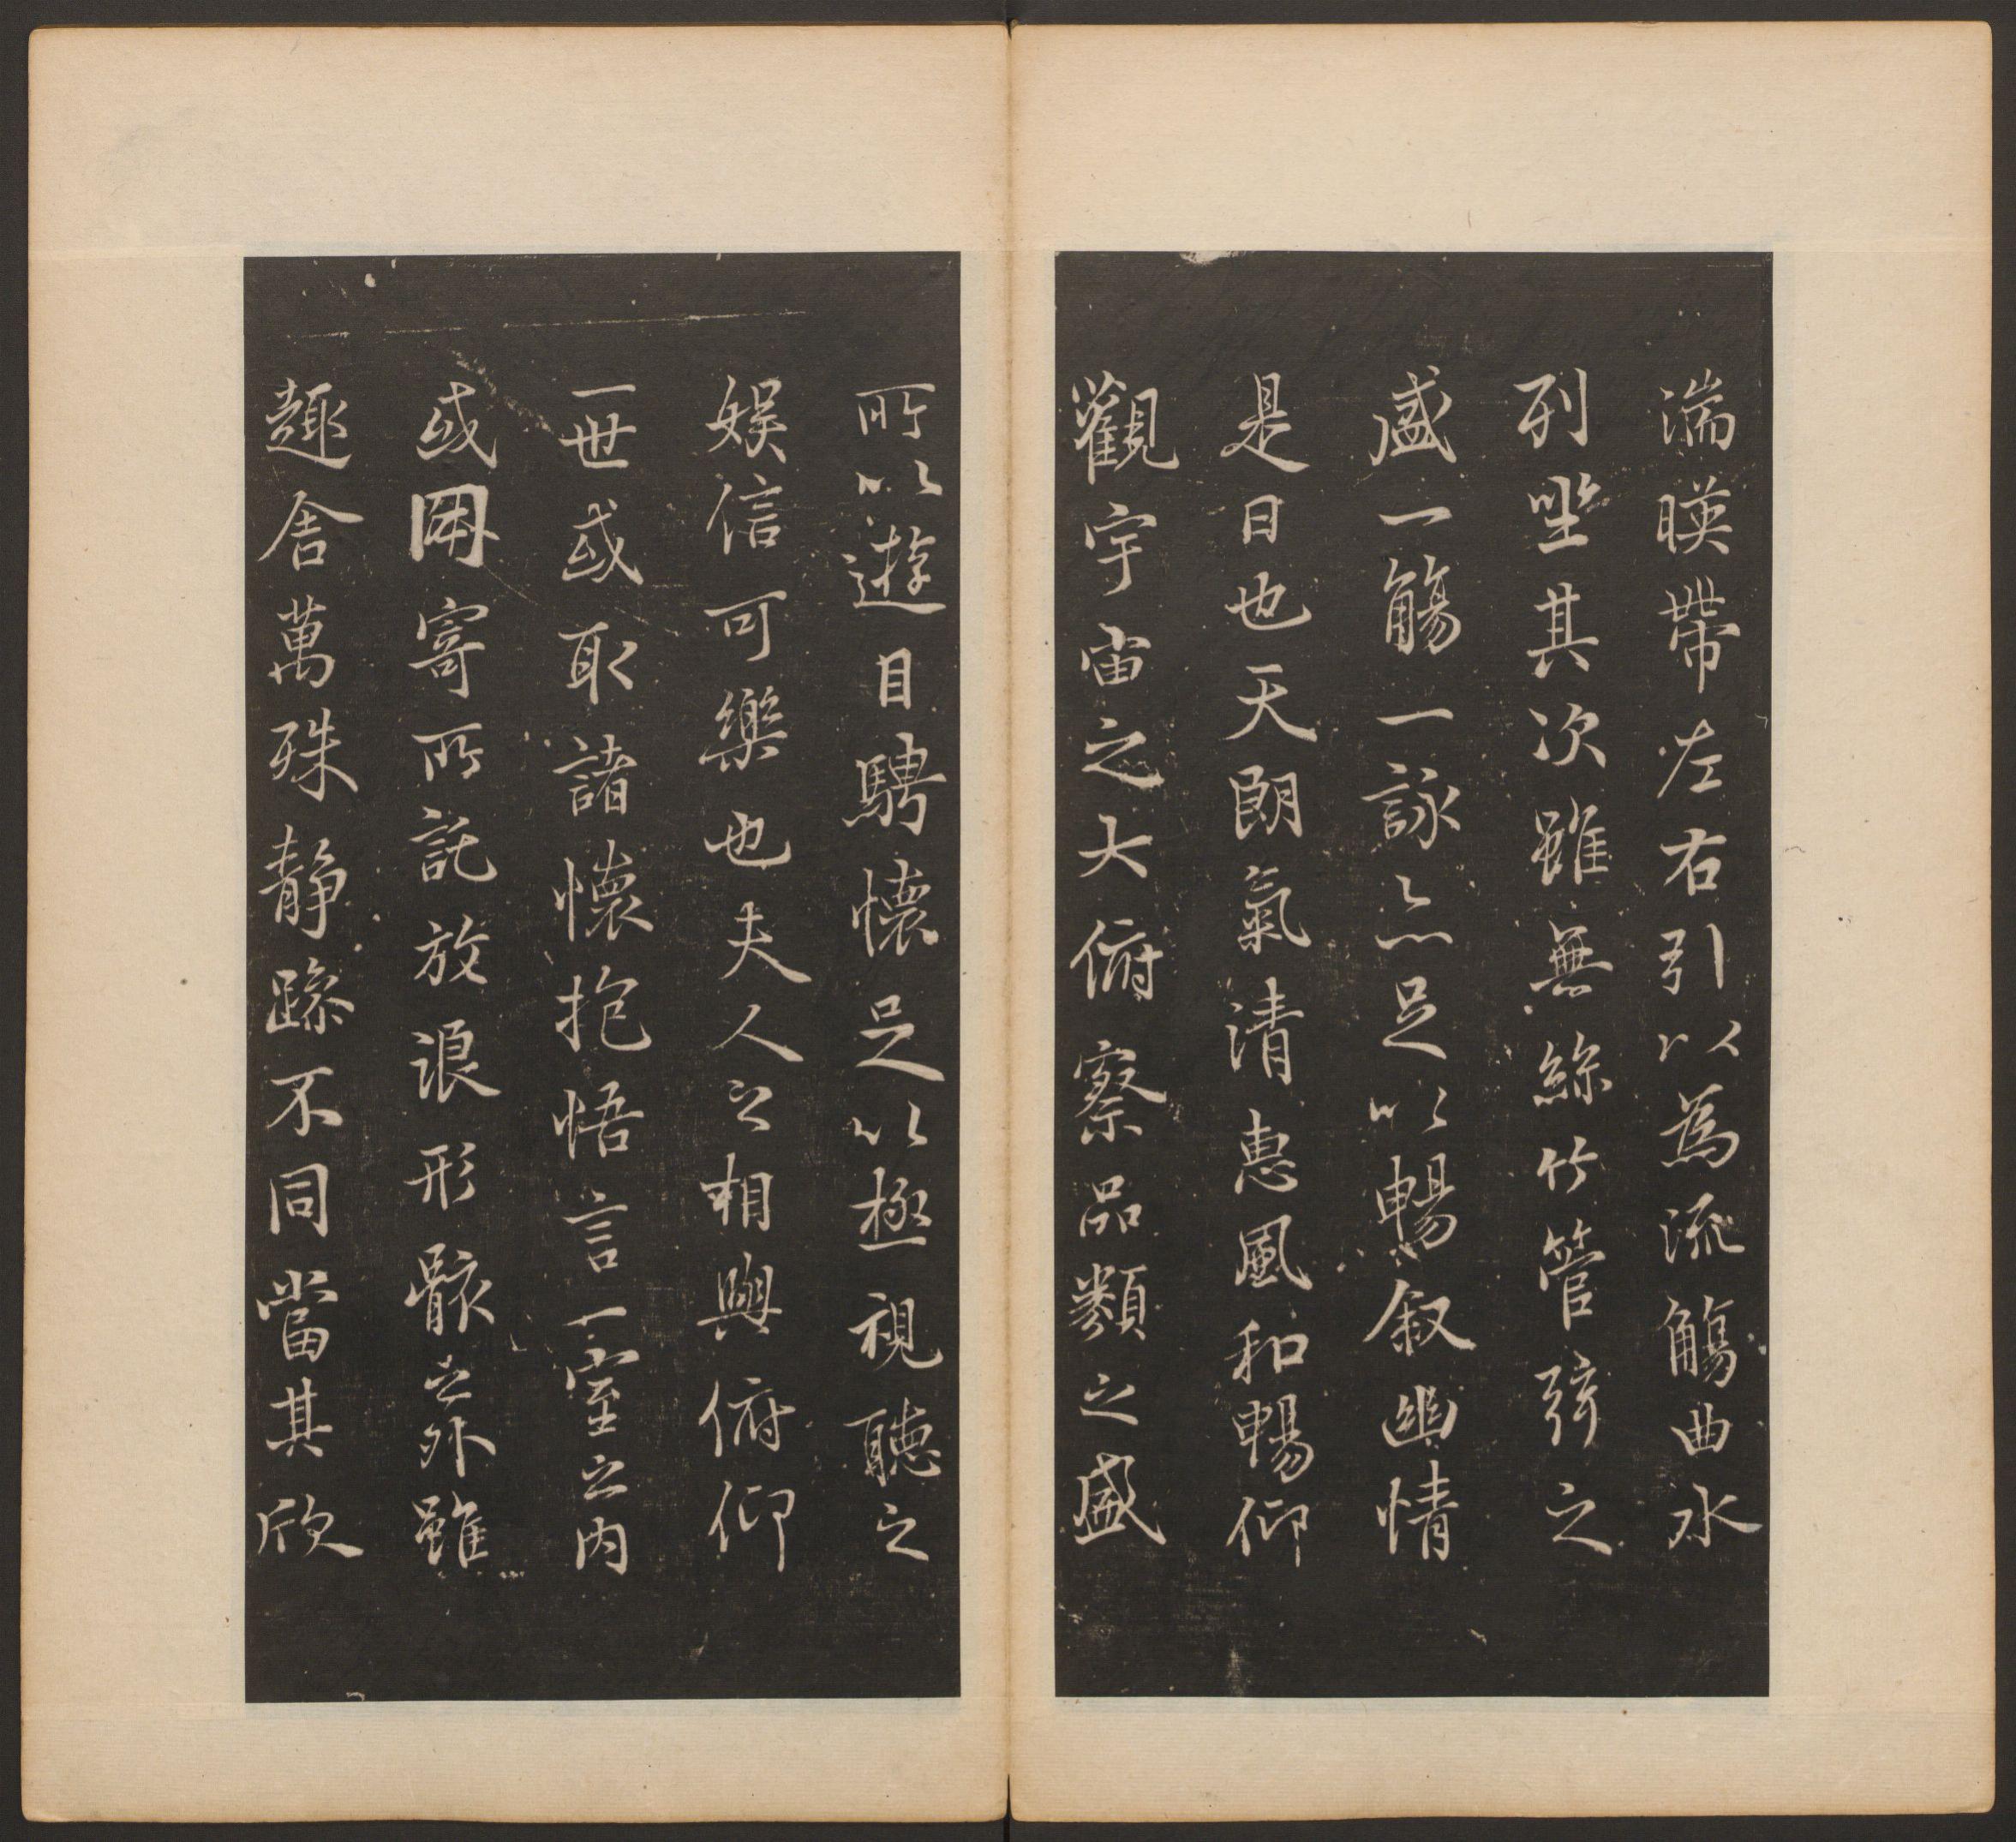 湍暎帶左右引以為流觴曲水
列坐其次雖無絲竹管弦之
盛一觴一詠亦足以暢叙幽情
是日也天朗氣清惠風和暢仰
觀宇宙之大俯察品類之盛
所以遊目騁懷足以極視聽之
娛信可樂也夫人之相與俯仰
一世或取諸懷抱悟言一室之內
或因寄所託放浪形骸之外雖
趣舍萬殊静躁不同當其欣